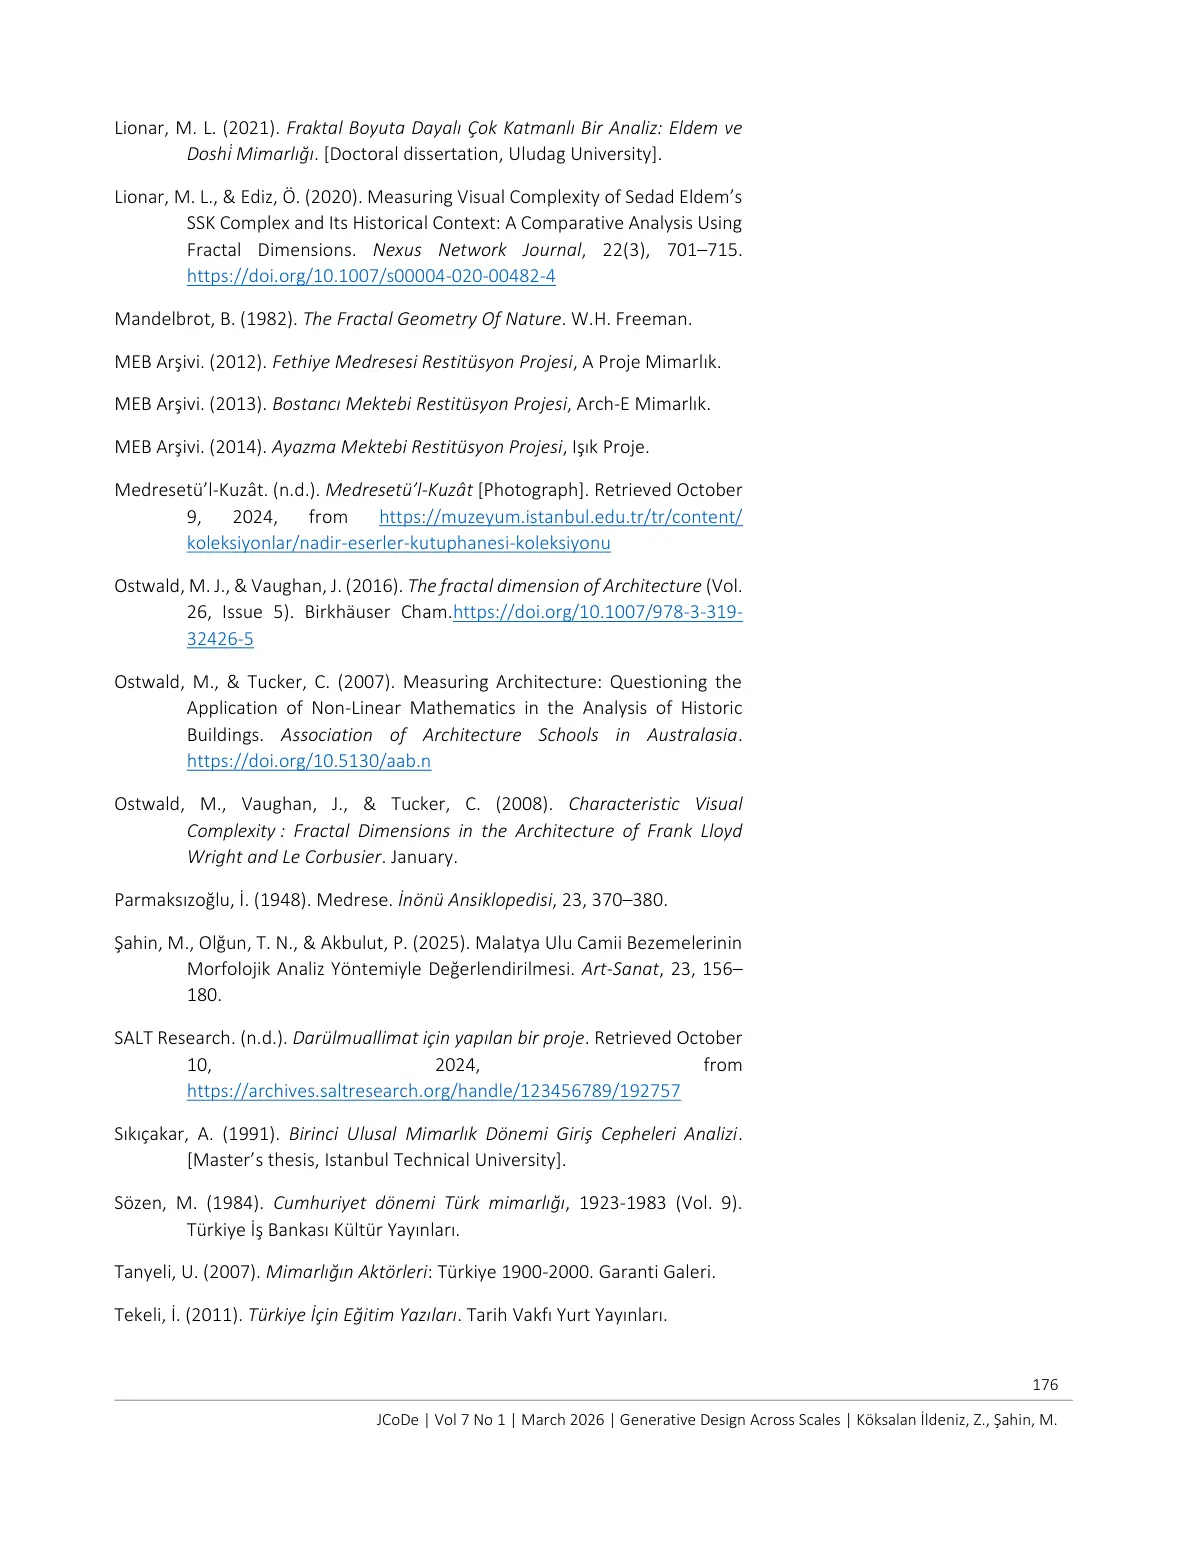 Lionar, M. L. (2021). Fraktal Boyuta Dayalı Çok Katmanlı Bir Analiz: Eldem ve
Doshi̇ Mimarlığı. [Doctoral dissertation, Uludag University].
Lionar, M. L., & Ediz, Ö. (2020). Measuring Visual Complexity of Sedad Eldem’s
SSK Complex and Its Historical Context: A Comparative Analysis Using
Fractal Dimensions. Nexus Network Journal, 22(3), 701–715.
https://doi.org/10.1007/s00004-020-00482-4
Mandelbrot, B. (1982). The Fractal Geometry Of Nature. W.H. Freeman.
MEB Arşivi. (2012). Fethiye Medresesi Restitüsyon Projesi, A Proje Mimarlık.
MEB Arşivi. (2013). Bostancı Mektebi Restitüsyon Projesi, Arch-E Mimarlık.
MEB Arşivi. (2014). Ayazma Mektebi Restitüsyon Projesi, Işık Proje.
Medresetü’l-Kuzât. (n.d.). Medresetü’l-Kuzât [Photograph]. Retrieved October
9, 2024, from https://muzeyum.istanbul.edu.tr/tr/content/
koleksiyonlar/nadir-eserler-kutuphanesi-koleksiyonu
Ostwald, M. J., & Vaughan, J. (2016). The fractal dimension of Architecture (Vol.
26, Issue 5). Birkhäuser Cham.https://doi.org/10.1007/978-3-319-
32426-5
Ostwald, M., & Tucker, C. (2007). Measuring Architecture: Questioning the
Application of Non-Linear Mathematics in the Analysis of Historic
Buildings. Association of Architecture Schools in Australasia.
https://doi.org/10.5130/aab.n
Ostwald, M., Vaughan, J., & Tucker, C. (2008). Characteristic Visual
Complexity : Fractal Dimensions in the Architecture of Frank Lloyd
Wright and Le Corbusier. January.
Parmaksızoğlu, İ. (1948). Medrese. İnönü Ansiklopedisi, 23, 370–380.
Şahin, M., Olğun, T. N., & Akbulut, P. (2025). Malatya Ulu Camii Bezemelerinin
Morfolojik Analiz Yöntemiyle Değerlendirilmesi. Art-Sanat, 23, 156–
180.
SALT Research. (n.d.). Darülmuallimat için yapılan bir proje. Retrieved October
10, 2024, from
https://archives.saltresearch.org/handle/123456789/192757
Sıkıçakar, A. (1991). Birinci Ulusal Mimarlık Dönemi Giriş Cepheleri Analizi.
[Master’s thesis, Istanbul Technical University].
Sözen, M. (1984). Cumhuriyet dönemi Türk mimarlığı, 1923-1983 (Vol. 9).
Türkiye İş Bankası Kültür Yayınları.
Tanyeli, U. (2007). Mimarlığın Aktörleri: Türkiye 1900-2000. Garanti Galeri.
Tekeli, İ. (2011). Türkiye İçin Eğitim Yazıları. Tarih Vakfı Yurt Yayınları.
176
JCoDe | Vol 7 No 1 | March 2026 | Generative Design Across Scales | Köksalan İldeniz, Z., Şahin, M.